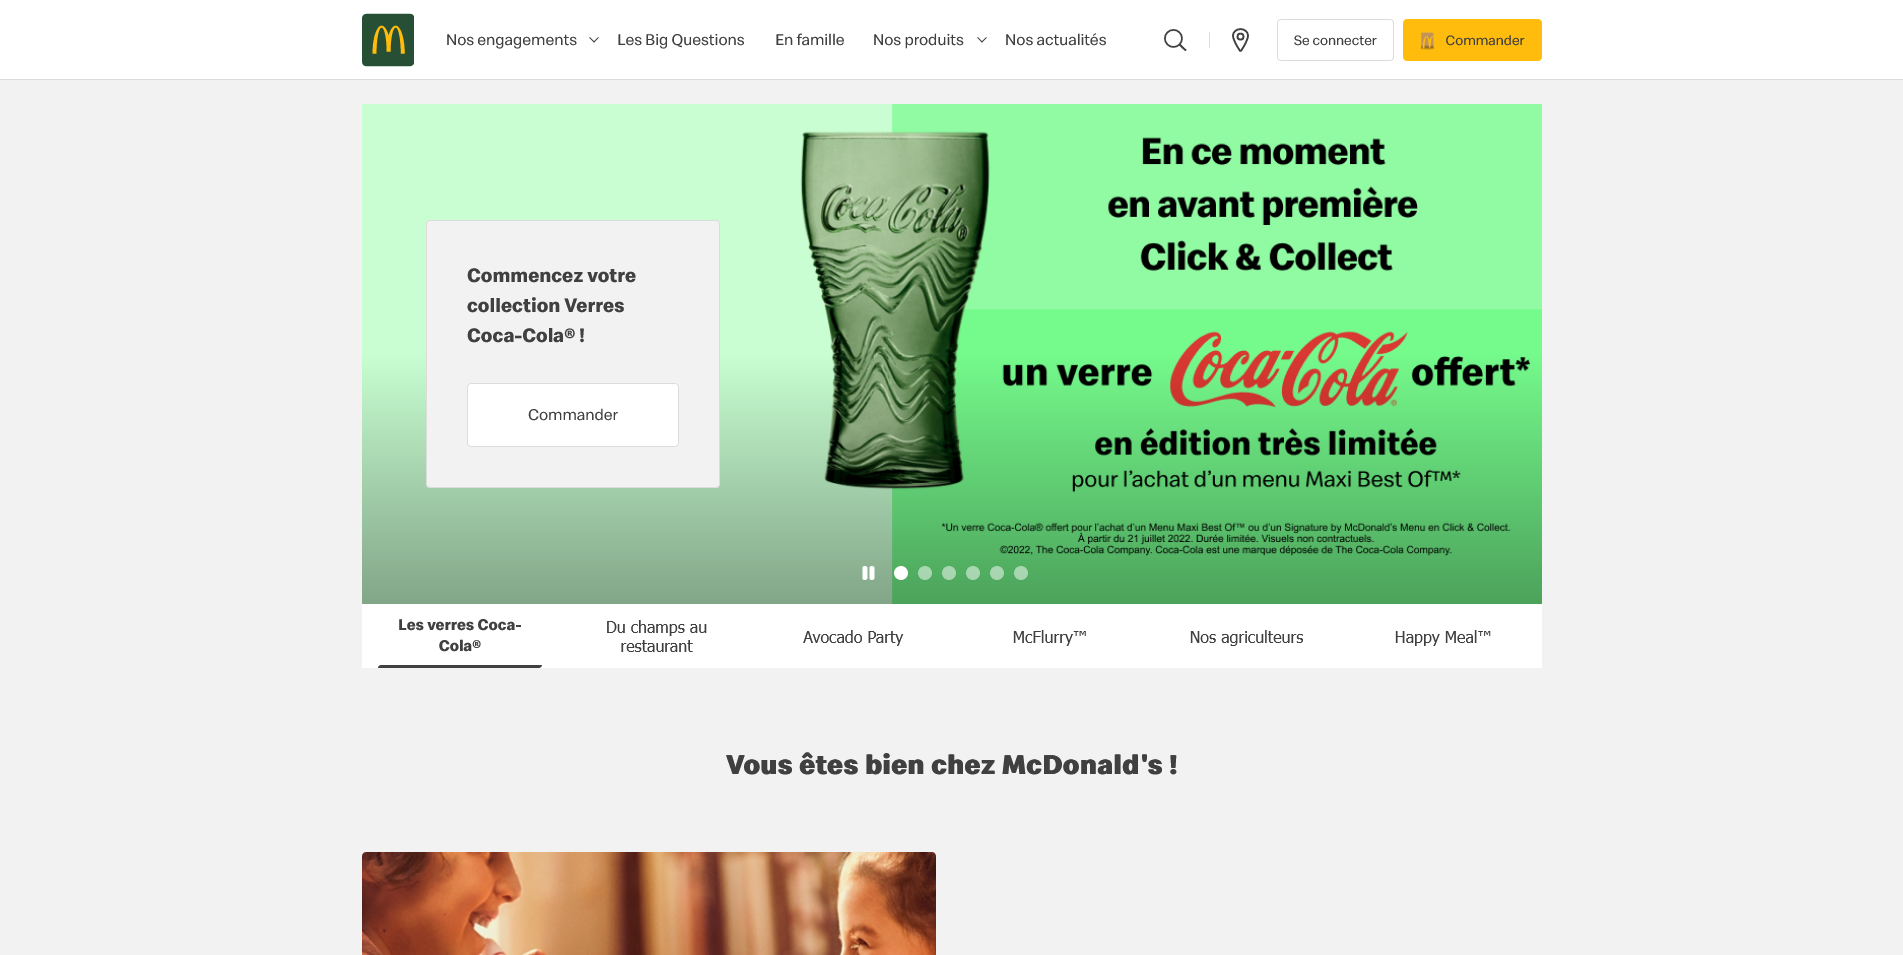 Nos engagements
Les Big Questions
En famille
Nos produits
Nos actualités
Se connecter
Commander
Commencez votre
collection Verres
Coca-Cola® !
Commander
Coca-Cola®
En ce moment
en avant première
Click & Collect
un verre Coca-Cola® offert*
en édition très limitée
pour l’achat d’un menu Maxi Best Of™*
*Un verre Coca-Cola® offert pour l’achat d’un Menu Maxi Best Of™ ou d’un Signature by McDonald’s Menu en Click & Collect.
À partir du 21 juillet 2022. Durée limitée. Visuels non contractuels.
©2022, The Coca-Cola Company. Coca-Cola est une marque déposée de The Coca-Cola Company.
Les verres Coca-
Cola®
Du champs au
restaurant
Avocado Party
McFlurry™
Nos agriculteurs
Happy Meal™
Vous êtes bien chez McDonald's !